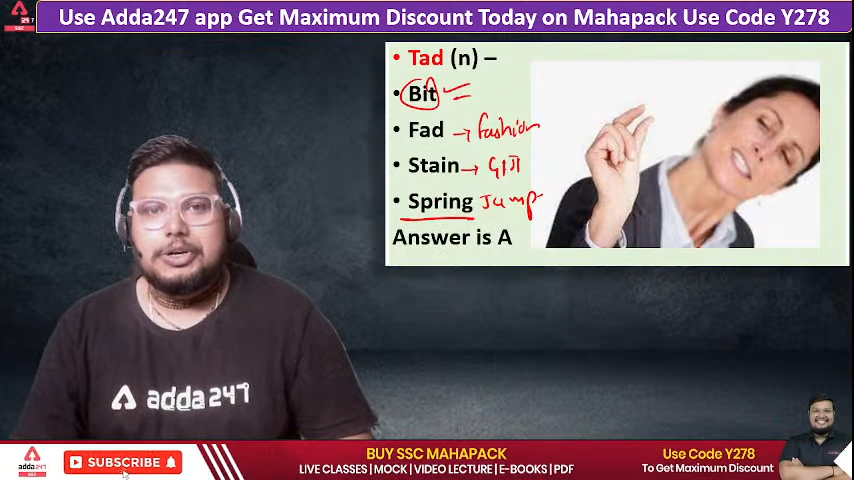 Use Adda247 app Get Maximum Discount Today on Mahapack Use Code Y278
• Tad (n) –
• Bit
• Fad → fashion
• Stain → दाग
• Spring Jump
Answer is A
adda247
adda247
SSC
SUBSCRIBE
BUY SSC MAHAPACK
LIVE CLASSES | MOCK | VIDEO LECTURE | E-BOOKS | PDF
Use Code Y278
To Get Maximum Discount